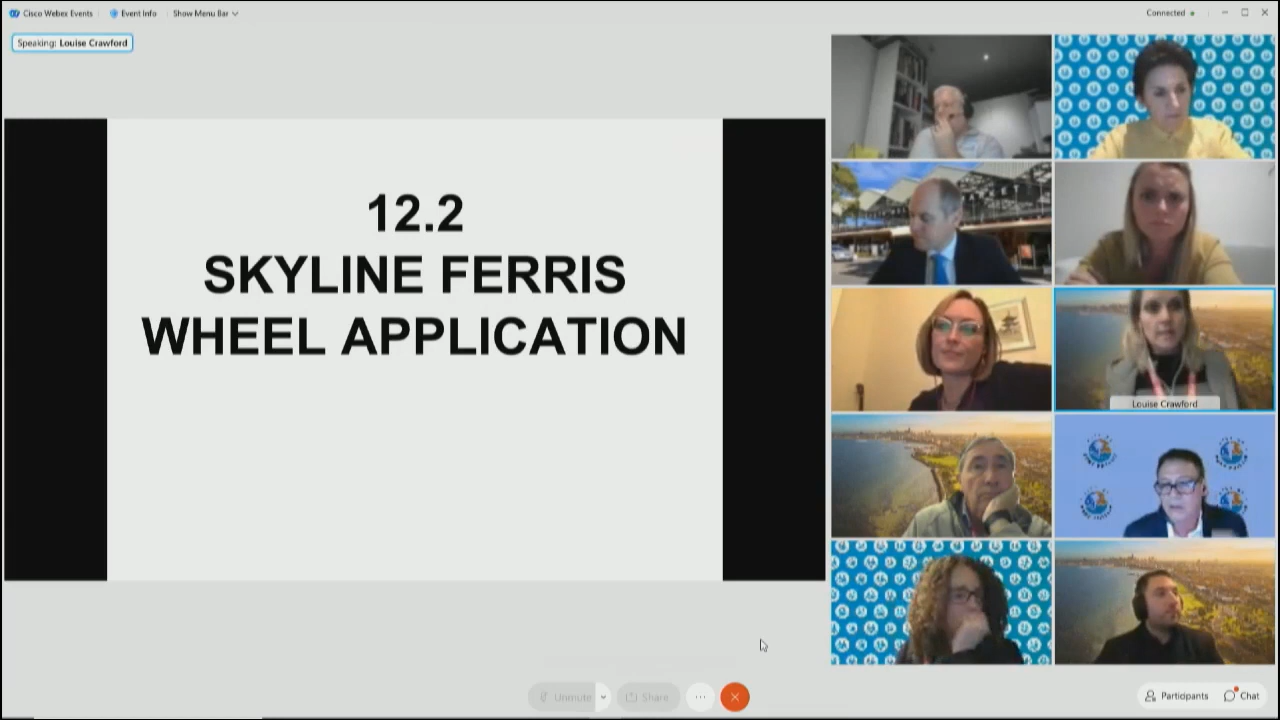 Cisco Webex Events
Event Info
Show Menu Bar
Connected
Speaking: Louise Crawford
12.2
SKYLINE FERRIS
WHEEL APPLICATION
Louise Crawford
Unmute
Share
Participants
Chat